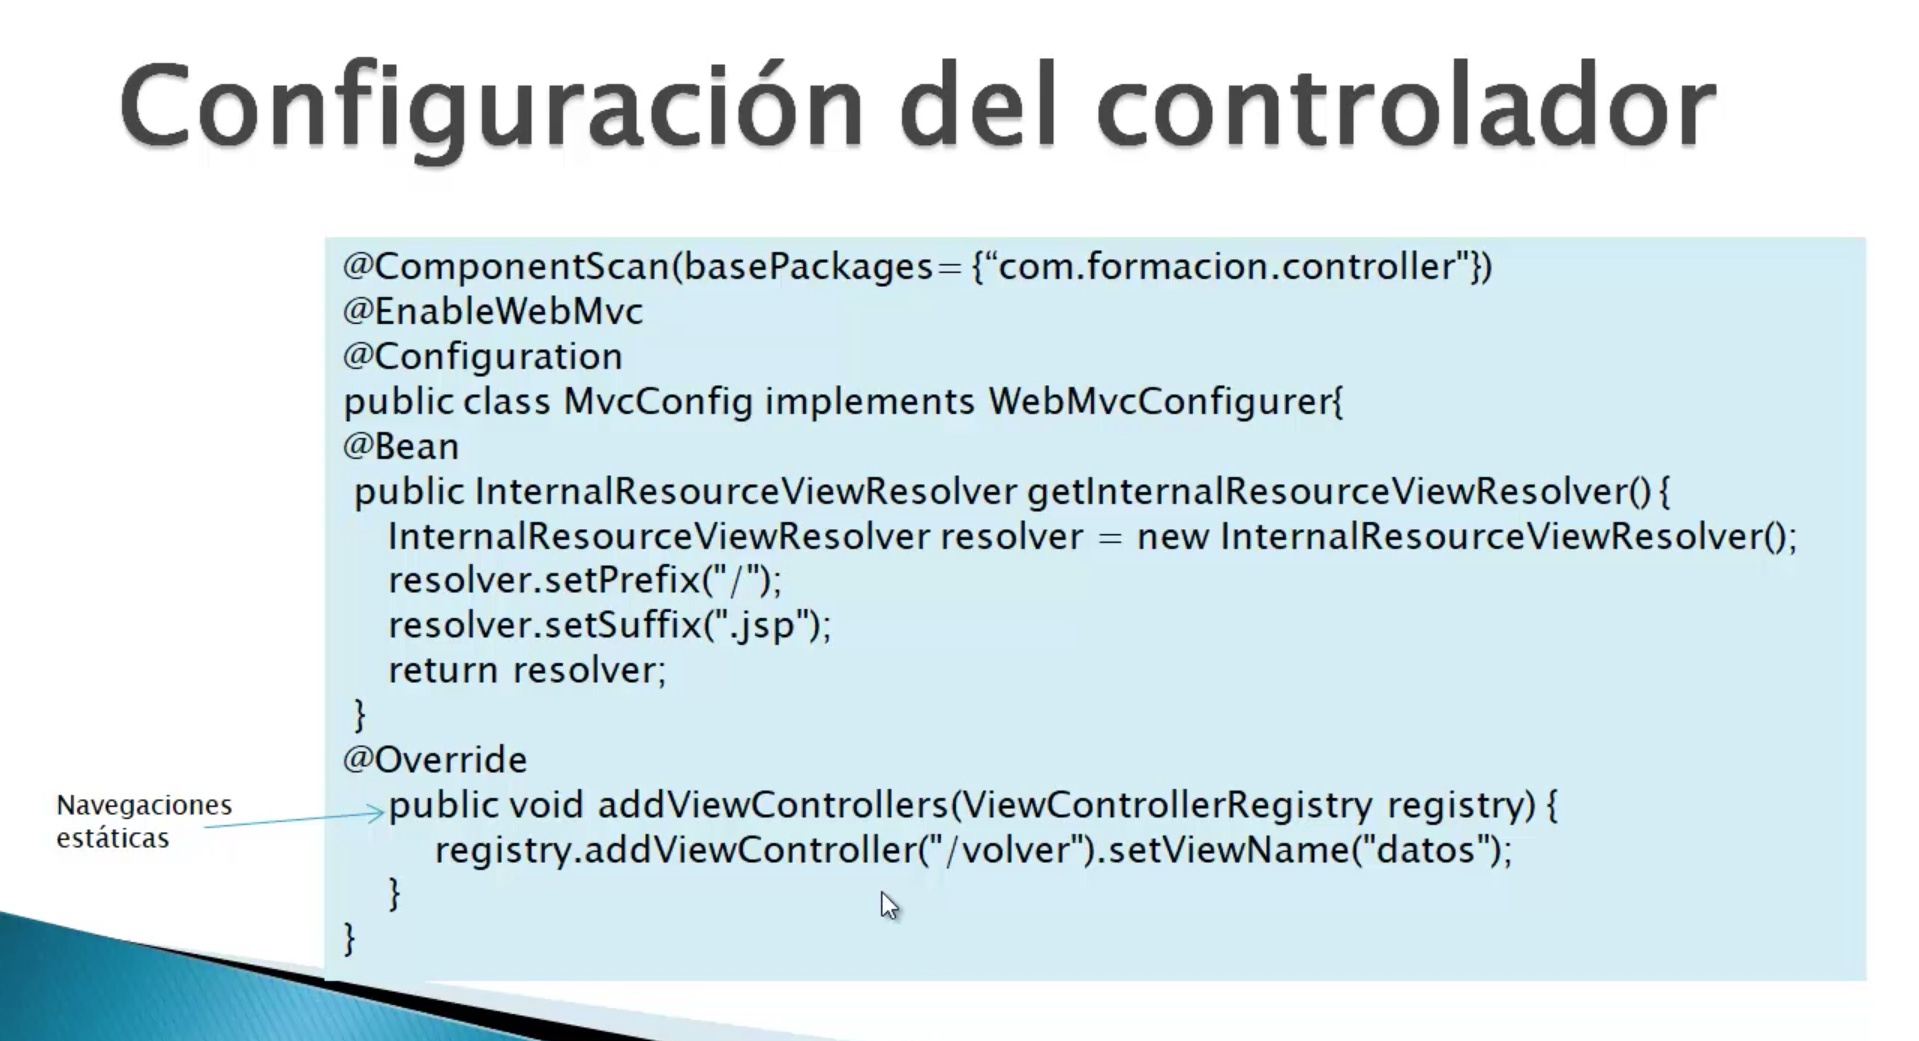 Configuración del controlador
@ComponentScan(basePackages= {“com.formacion.controller"})
@EnableWebMvc
@Configuration
public class MvcConfig implements WebMvcConfigurer{
@Bean
public InternalResourceViewResolver getInternalResourceViewResolver() {
InternalResourceViewResolver resolver = new InternalResourceViewResolver();
resolver.setPrefix("/");
resolver.setSuffix(".jsp");
return resolver;
}
@Override
Navegaciones
estáticas
public void addViewControllers(ViewControllerRegistry registry) {
registry.addViewController("/volver").setViewName("datos");
}
}